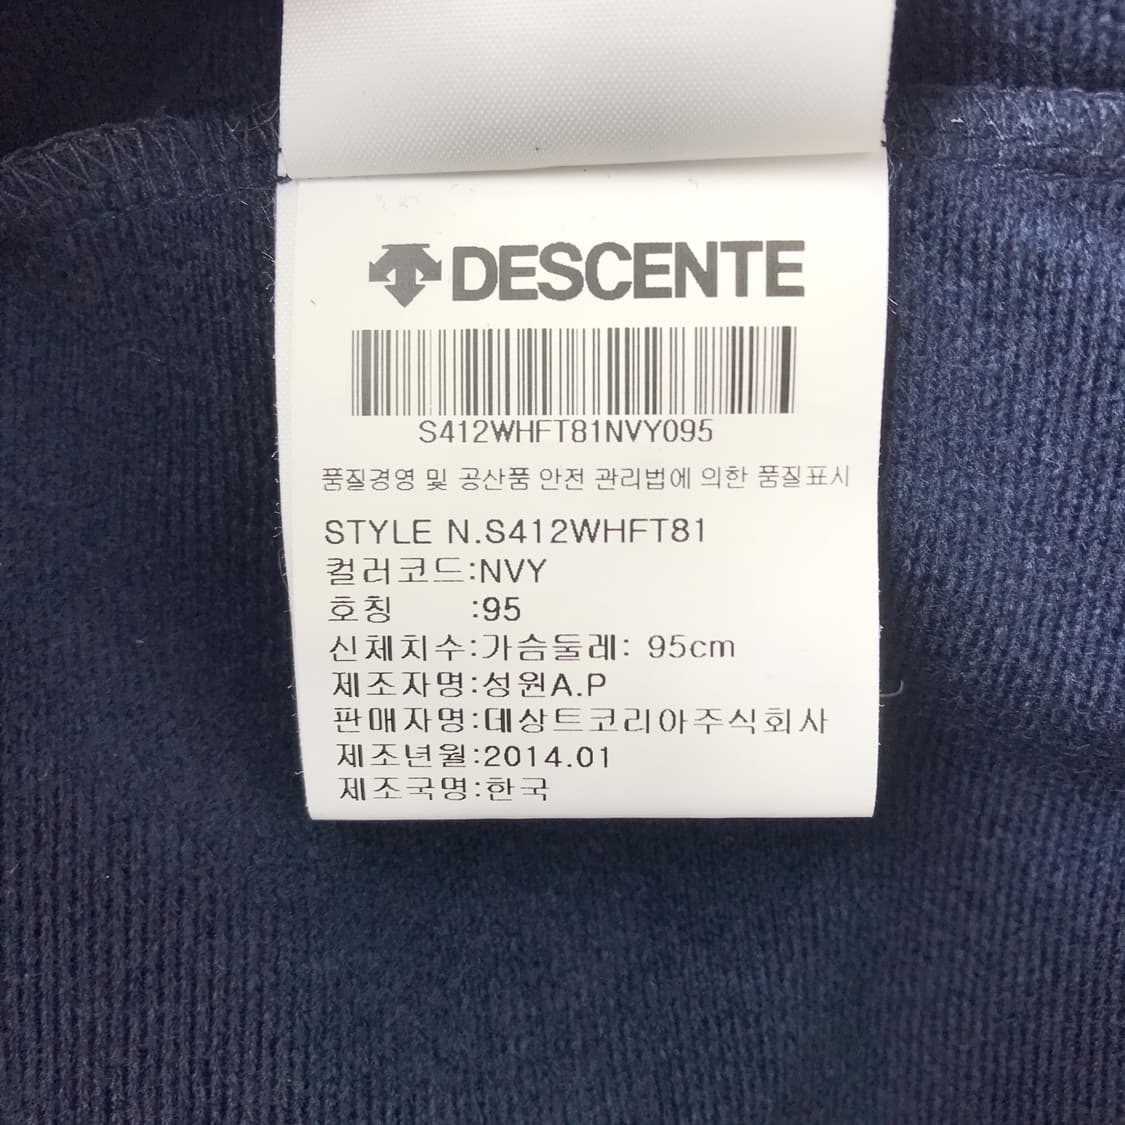 DESCENTE
S412WHFT81NVY095
품질경영 및 공산품 안전 관리법에 의한 품질표시
STYLE N.S412WHFT81
컬러코드:NVY
호칭 :95
신체치수:가슴둘레: 95cm
제조자명:성원A.P
판매자명:데상트코리아주식회사
제조년월:2014.01
제조국명:한국